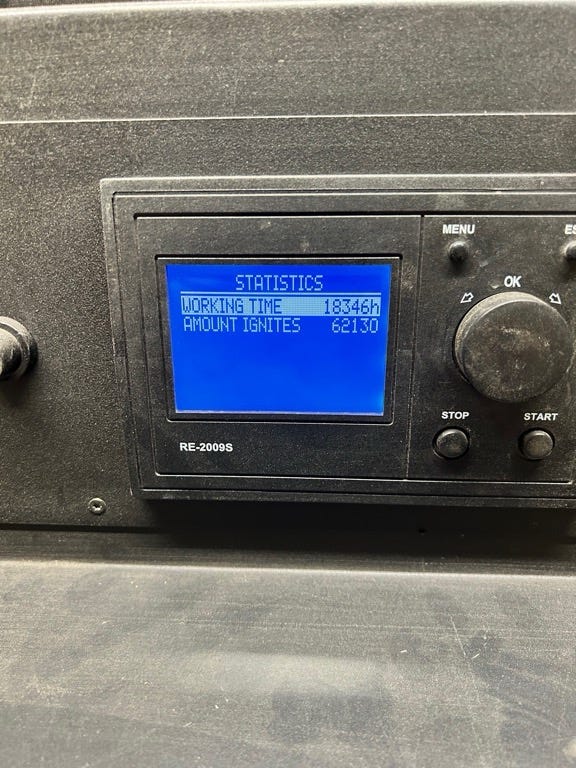 STATISTICS
WORKING TIME 18346h
AMOUNT IGNITES 62130
RE-2009S
MENU
OK
STOP
START